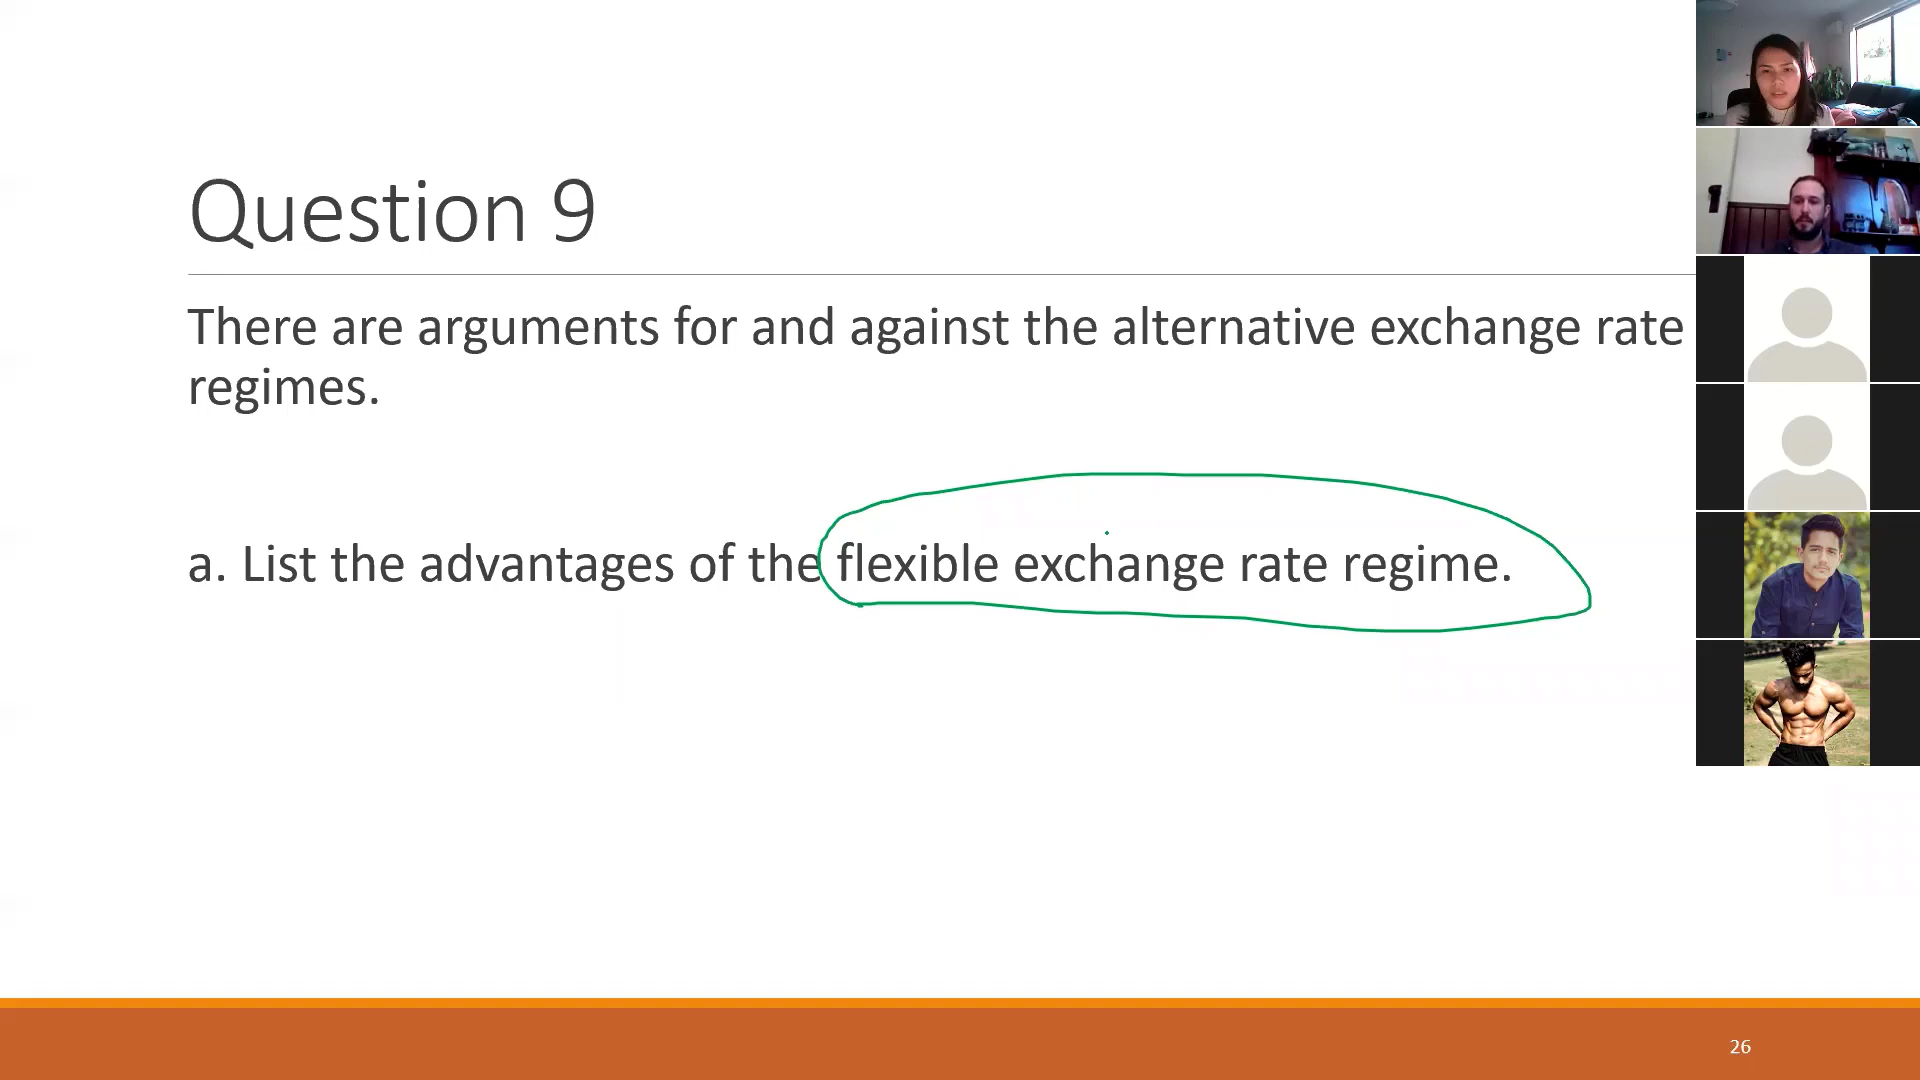 Question 9
There are arguments for and against the alternative exchange rate
regimes.
a. List the advantages of the flexible exchange rate regime.
26